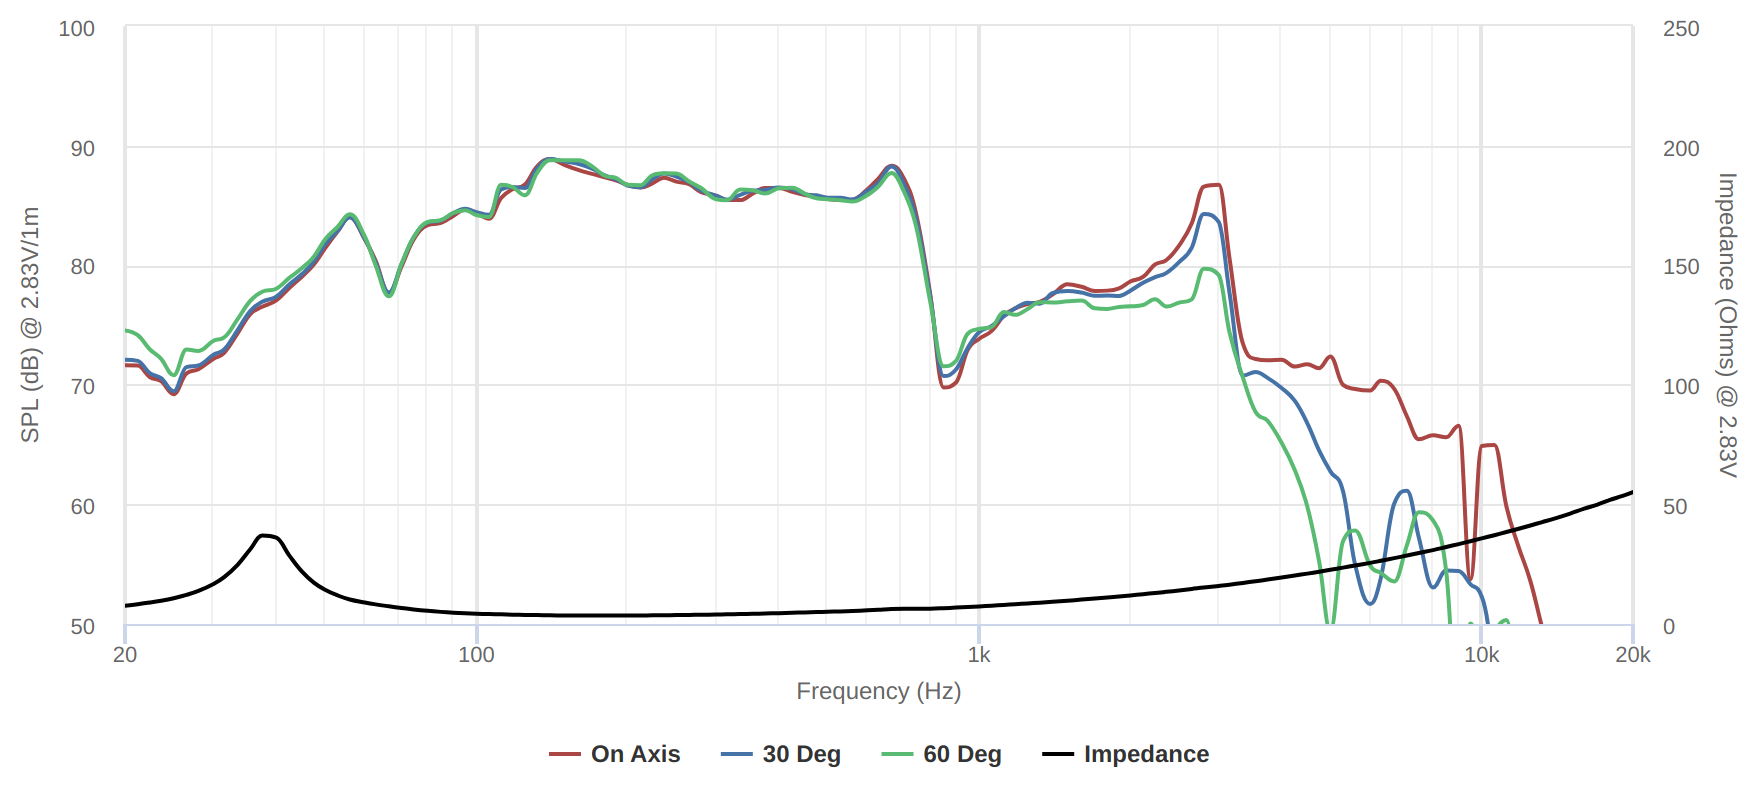 100
90
80
70
60
50
SPL (dB) @ 2.83V/1m
250
200
150
100
50
0
Impedance (Ohms) @ 2.83V
20
100
1k
10k
20k
Frequency (Hz)
On Axis
30 Deg
60 Deg
Impedance